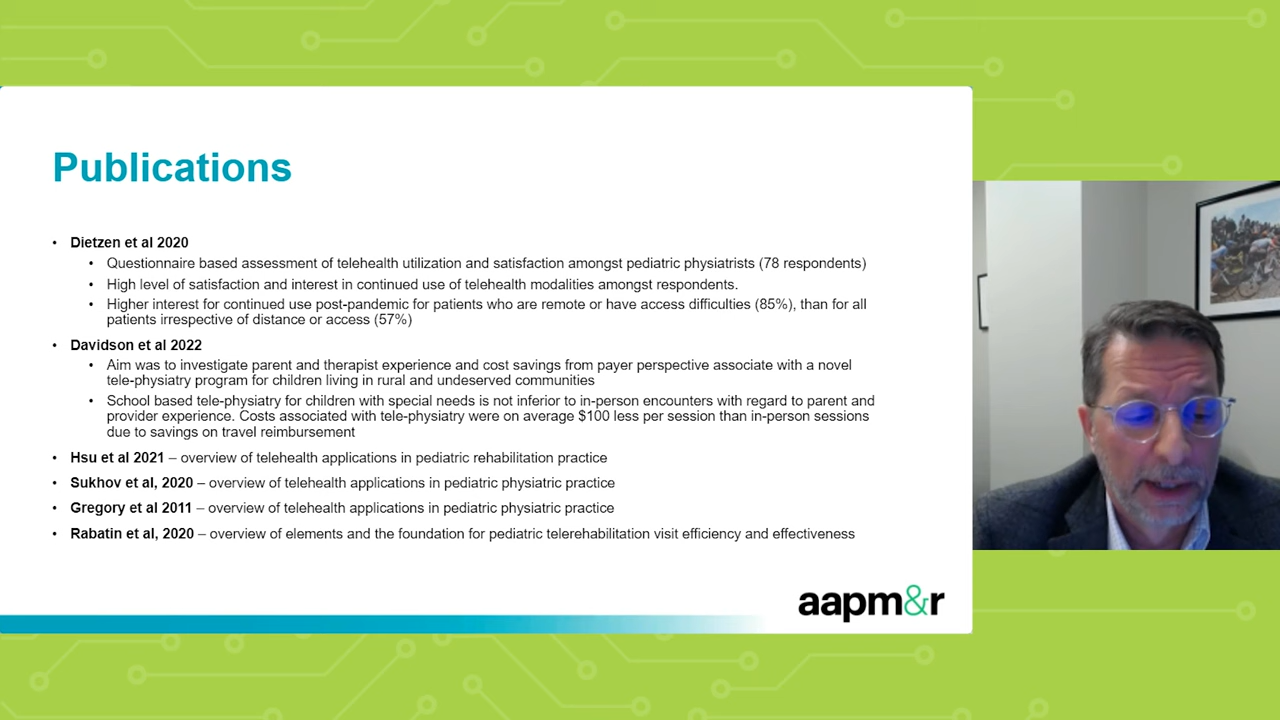 Publications
• Dietzen et al 2020
• Questionnaire based assessment of telehealth utilization and satisfaction amongst pediatric physiatrists (78 respondents)
• High level of satisfaction and interest in continued use of telehealth modalities amongst respondents.
• Higher interest for continued use post-pandemic for patients who are remote or have access difficulties (85%), than for all
patients irrespective of distance or access (57%)
• Davidson et al 2022
• Aim was to investigate parent and therapist experience and cost savings from payer perspective associate with a novel
tele-physiatry program for children living in rural and undeserved communities
• School based tele-physiatry for children with special needs is not inferior to in-person encounters with regard to parent and
provider experience. Costs associated with tele-physiatry were on average $100 less per session than in-person sessions
due to savings on travel reimbursement
• Hsu et al 2021 – overview of telehealth applications in pediatric rehabilitation practice
• Sukhov et al, 2020 – overview of telehealth applications in pediatric physiatric practice
• Gregory et al 2011 – overview of telehealth applications in pediatric physiatric practice
• Rabatin et al, 2020 – overview of elements and the foundation for pediatric telerehabilitation visit efficiency and effectiveness
aapm&r